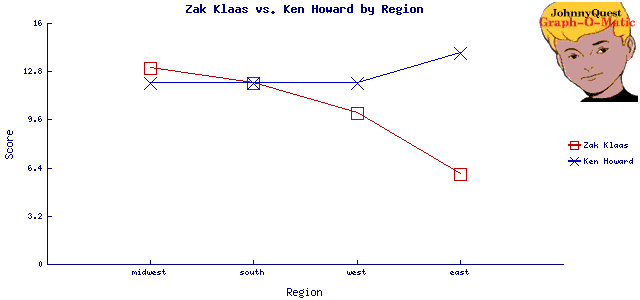 Zak Klaas vs. Ken Howard by Region
JohnnyQuest
Graph-O-Matic
16
12.8
9.6
6.4
3.2
0
Score
midwest south west east
Region
Zak Klaas
Ken Howard